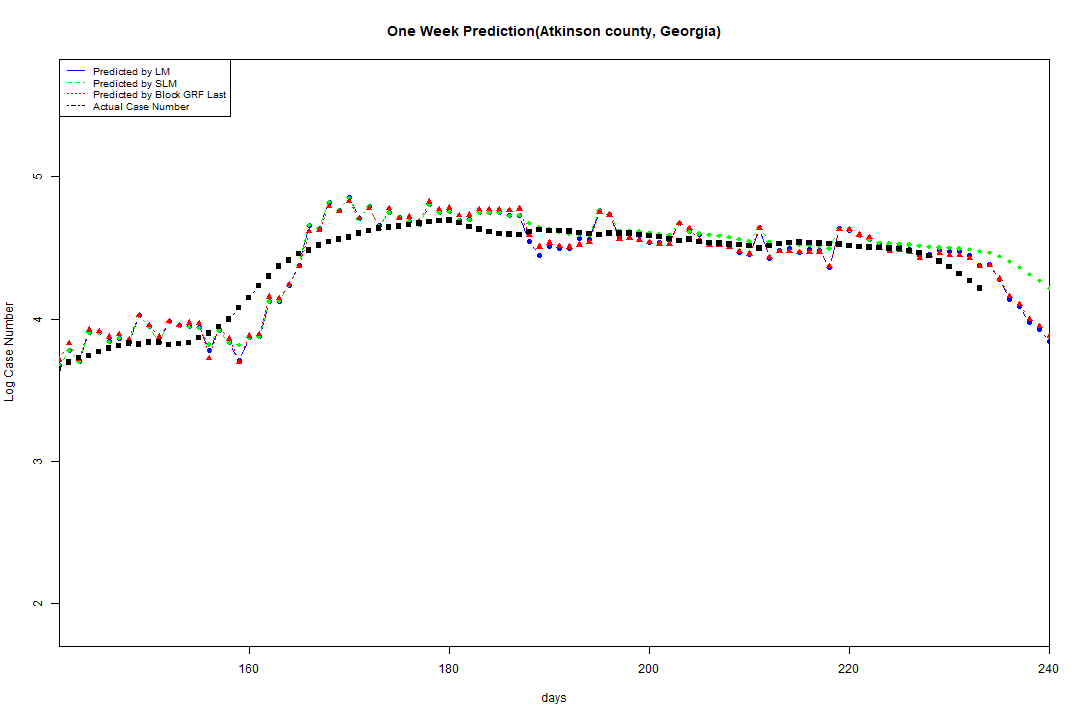 One Week Prediction(Atkinson county, Georgia)
Predicted by LM
Predicted by SLM
Predicted by Block GRF Last
Actual Case Number
5
4
3
2
Log Case Number
160 180 200 220 240
days